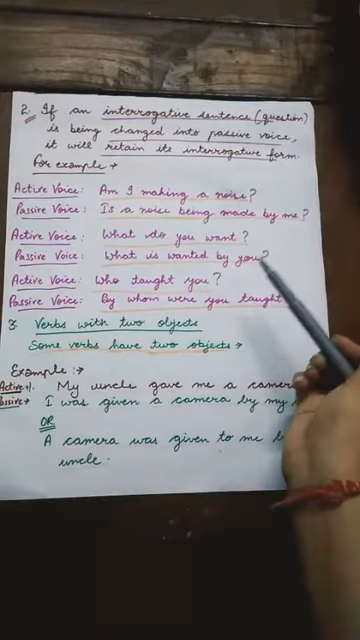 2. If an interrogative sentence (question)
is being changed into passive voice,
it will retain its interrogative form.
For example →
Active Voice: Am I making a noise?
Passive Voice: Is a noise being made by me?
Active Voice: What do you want?
Passive Voice: What is wanted by you?
Active Voice: Who taught you?
Passive Voice: By whom were you taught
3. Verbs with two objects
Some verbs have two objects →
Example :→
Active:. My uncle gave me a camera
Passive → I was given a camera by my
OR
A camera was given to me b
uncle.